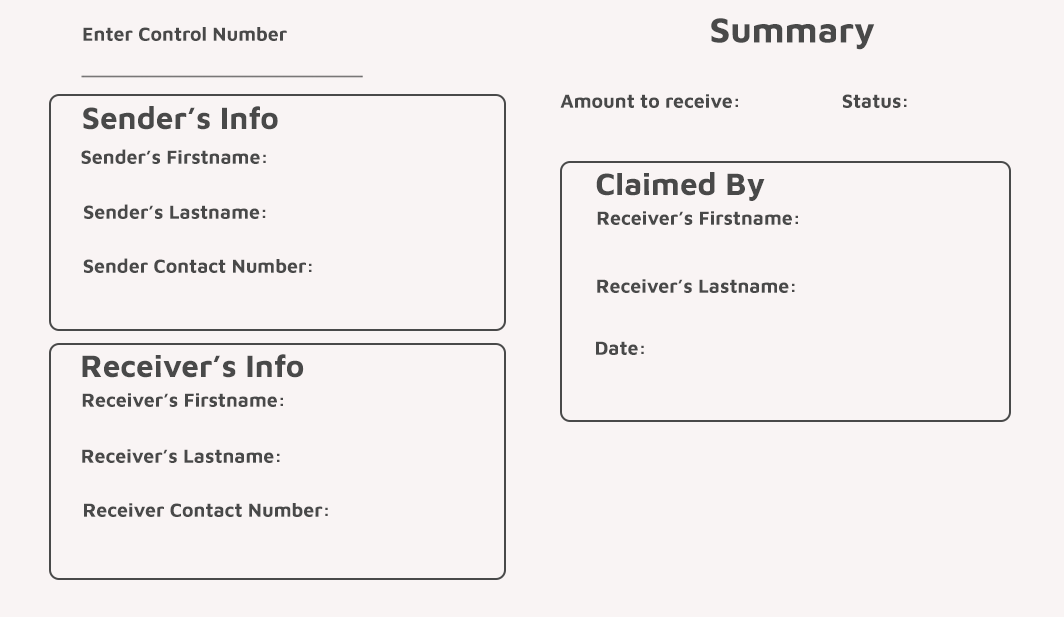 Enter Control Number
Sender’s Info
Sender’s Firstname:
Sender’s Lastname:
Sender Contact Number:
Receiver’s Info
Receiver’s Firstname:
Receiver’s Lastname:
Receiver Contact Number:
Summary
Amount to receive: Status:
Claimed By
Receiver’s Firstname:
Receiver’s Lastname:
Date: